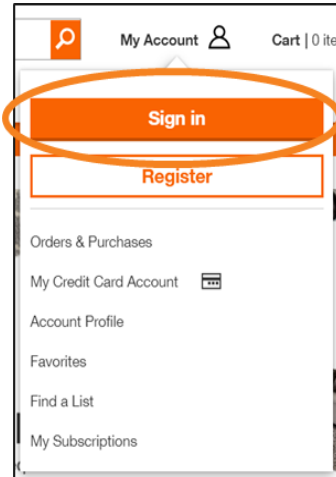 My Account Cart | 0 ite
Sign in
Register
Orders & Purchases
My Credit Card Account
Account Profile
Favorites
Find a List
My Subscriptions